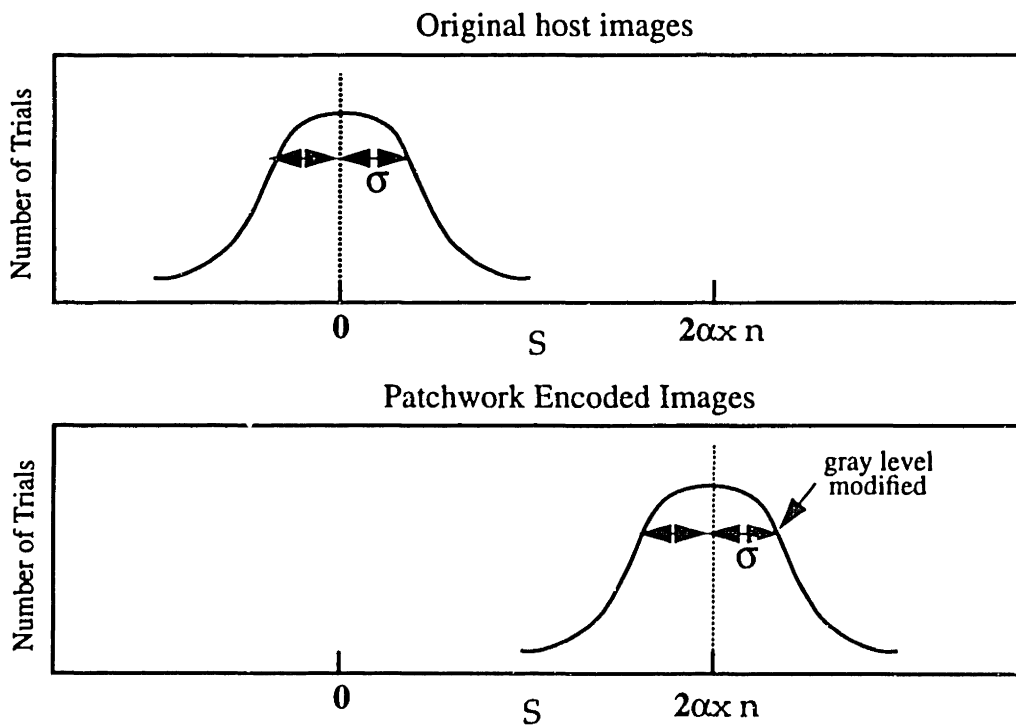 Original host images
Number of Trials
σ
0
2αx n
S
Patchwork Encoded Images
Number of Trials
gray level
modified
σ
0
2αx n
S